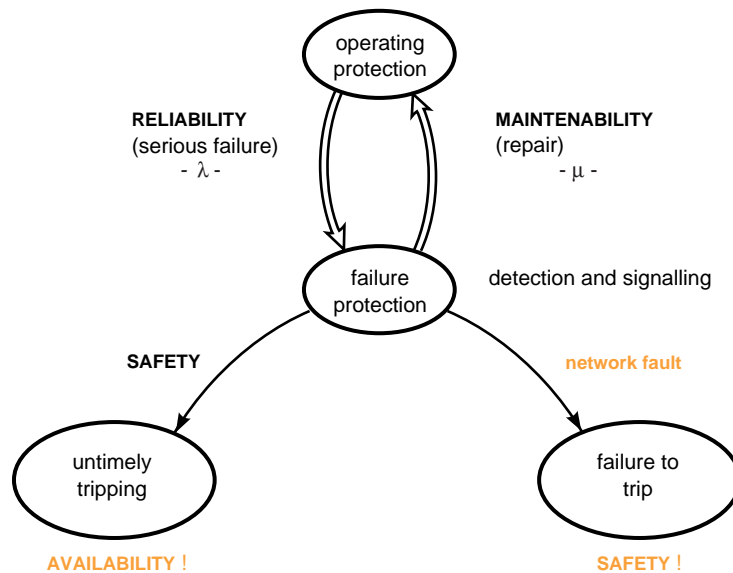 operating
protection
RELIABILITY
(serious failure)
- λ -
MAINTENABILITY
(repair)
- μ -
failure
protection
detection and signalling
SAFETY
network fault
untimely
tripping
failure to
trip
AVAILABILITY !
SAFETY !